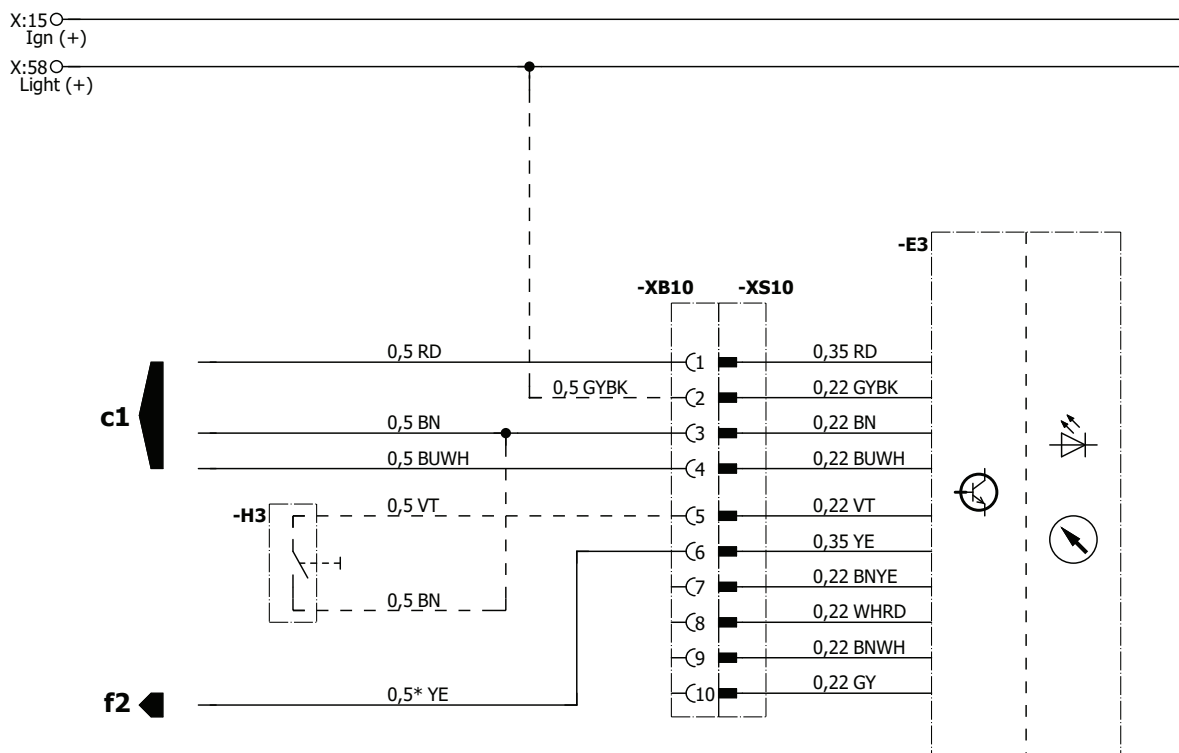 X:15
Ign (+)
X:58
Light (+)
-E3
-XB10 -XS10
0,5 RD 1 0,35 RD
0,5 GYBK 2 0,22 GYBK
c1
0,5 BN 3 0,22 BN
0,5 BUWH 4 0,22 BUWH
-H3
0,5 VT 5 0,22 VT
6 0,35 YE
0,5 BN 7 0,22 BNYE
8 0,22 WHRD
9 0,22 BNWH
f2
0,5* YE 10 0,22 GY